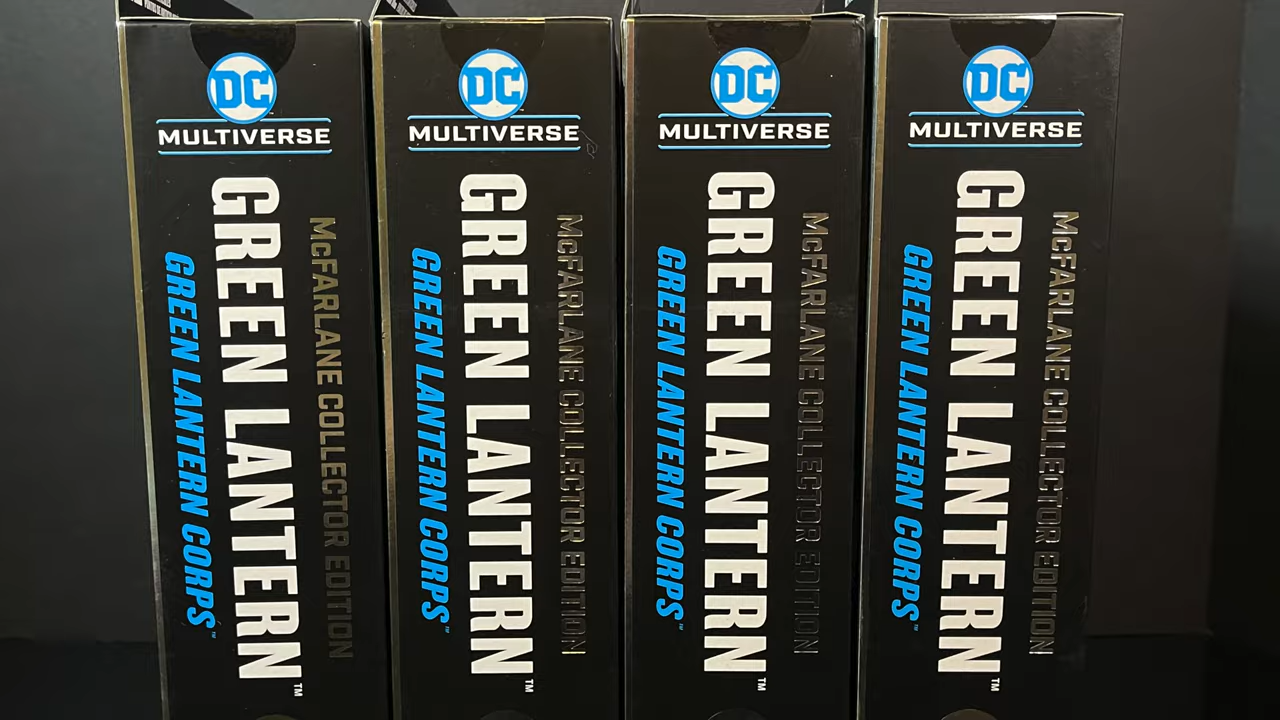 DC
MULTIVERSE
McFARLANE COLLECTOR EDITION
GREEN LANTERN™
GREEN LANTERN CORPS™
DC
MULTIVERSE
McFARLANE COLLECTOR EDITION
GREEN LANTERN™
GREEN LANTERN CORPS™
DC
MULTIVERSE
McFARLANE COLLECTOR EDITION
GREEN LANTERN™
GREEN LANTERN CORPS™
DC
MULTIVERSE
McFARLANE COLLECTOR EDITION
GREEN LANTERN™
GREEN LANTERN CORPS™